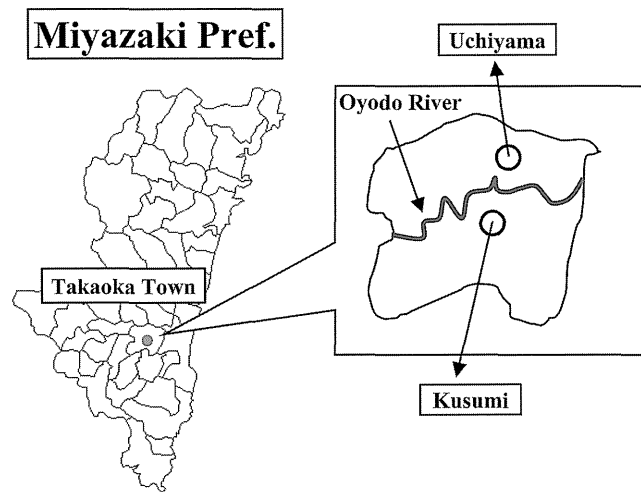 Miyazaki Pref.
Uchiyama
Oyodo River
Takaoka Town
Kusumi